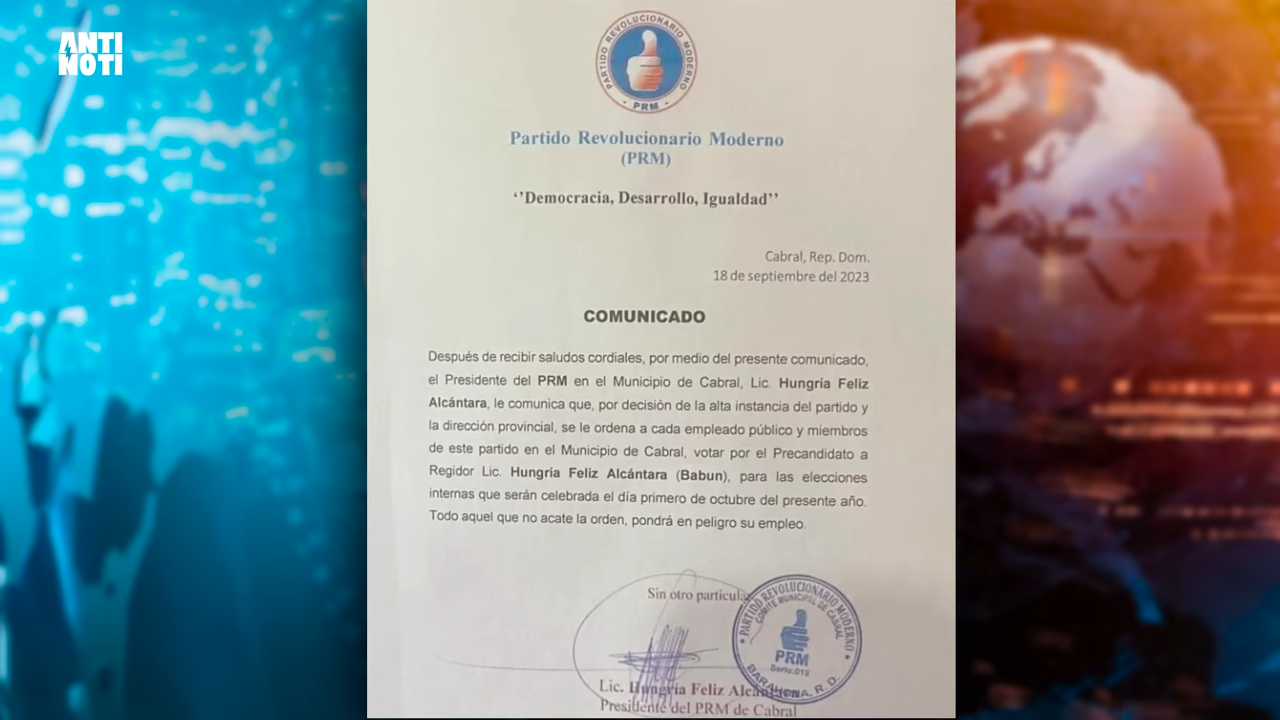 ANTI
NOTI
PARTIDO REVOLUCIONARIO MODERNO
· PRM ·
Partido Revolucionario Moderno
(PRM)
‘’Democracia, Desarrollo, Igualdad’’
Cabral, Rep. Dom.
18 de septiembre del 2023
COMUNICADO
Después de recibir saludos cordiales, por medio del presente comunicado,
el Presidente del PRM en el Municipio de Cabral, Lic. Hungría Feliz
Alcántara, le comunica que, por decisión de la alta instancia del partido y
la dirección provincial, se le ordena a cada empleado público y miembros
de este partido en el Municipio de Cabral, votar por el Precandidato a
Regidor Lic. Hungría Feliz Alcántara (Babun), para las elecciones
internas que serán celebrada el día primero de octubre del presente año.
Todo aquel que no acate la orden, pondrá en peligro su empleo.
Sin otro particular
PARTIDO REVOLUCIONARIO MODERNO
COMITE MUNICIPAL DE CABRAL
PRM
BARAHONA, R. D.
Lic. Hungría Feliz Alcántara
Presidente del PRM de Cabral